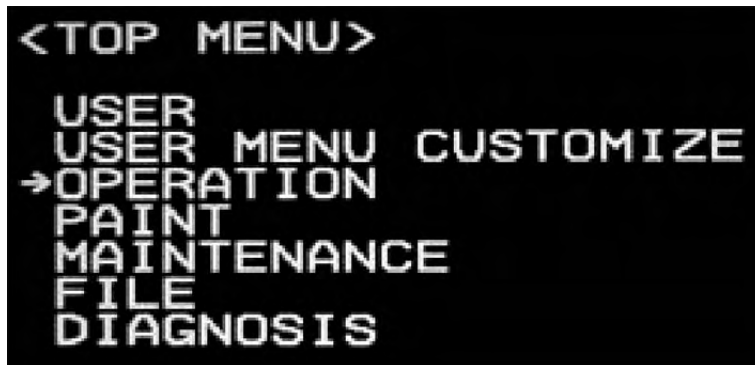 <TOP MENU>
USER
USER MENU CUSTOMIZE
→OPERATION
PAINT
MAINTENANCE
FILE
DIAGNOSIS